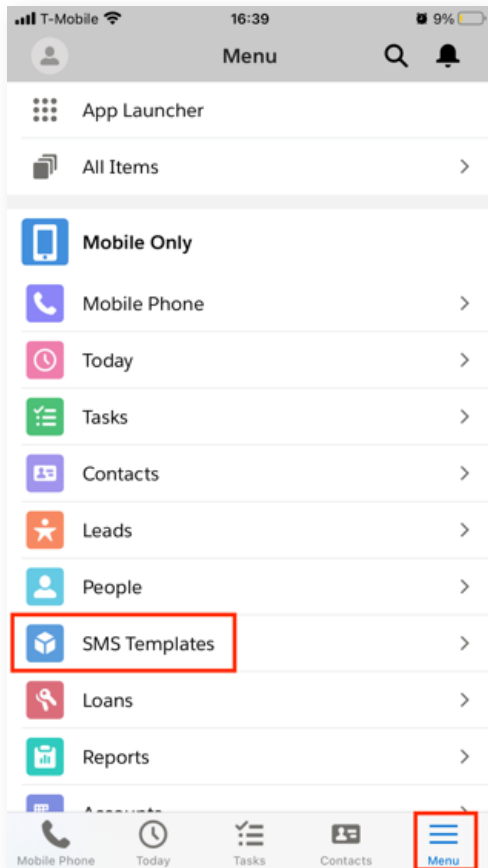 T-Mobile 16:39 9%
Menu
App Launcher
All Items
Mobile Only
Mobile Phone
Today
Tasks
Contacts
Leads
People
SMS Templates
Loans
Reports
Accounts
Mobile Phone Today Tasks Contacts Menu